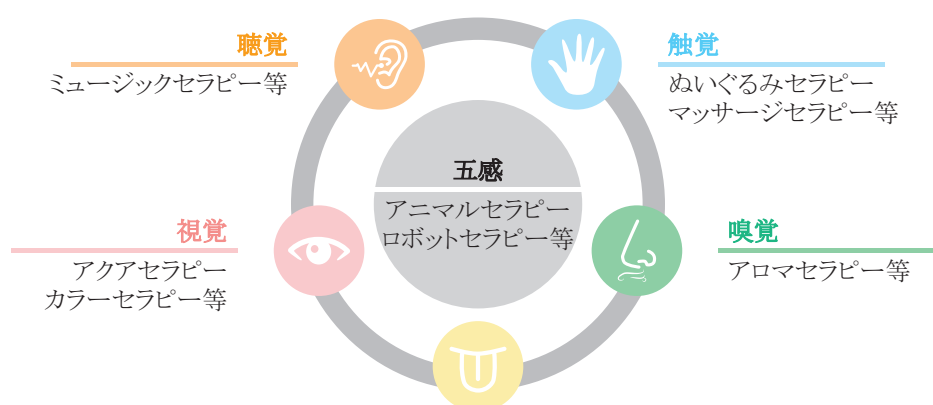 聴覚
ミュージックセラピー等
触覚
ぬいぐるみセラピー
マッサージセラピー等
五感
アニマルセラピー
ロボットセラピー等
視覚
アクアセラピー
カラーセラピー等
嗅覚
アロマセラピー等